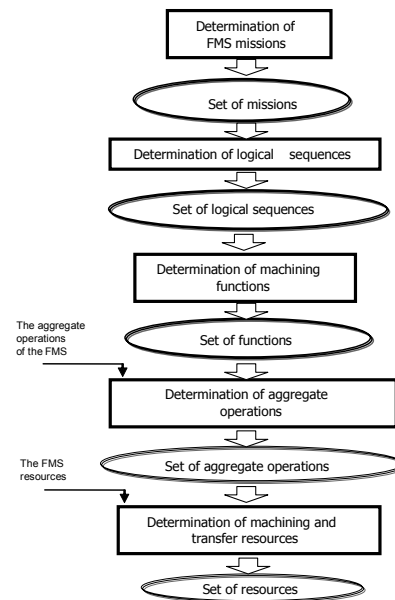 Determination of
FMS missions
Set of missions
Determination of logical sequences
Set of logical sequences
Determination of machining
functions
The aggregate
operations
of the FMS
Set of functions
Determination of aggregate
operations
The FMS
resources
Set of aggregate operations
Determination of machining and
transfer resources
Set of resources